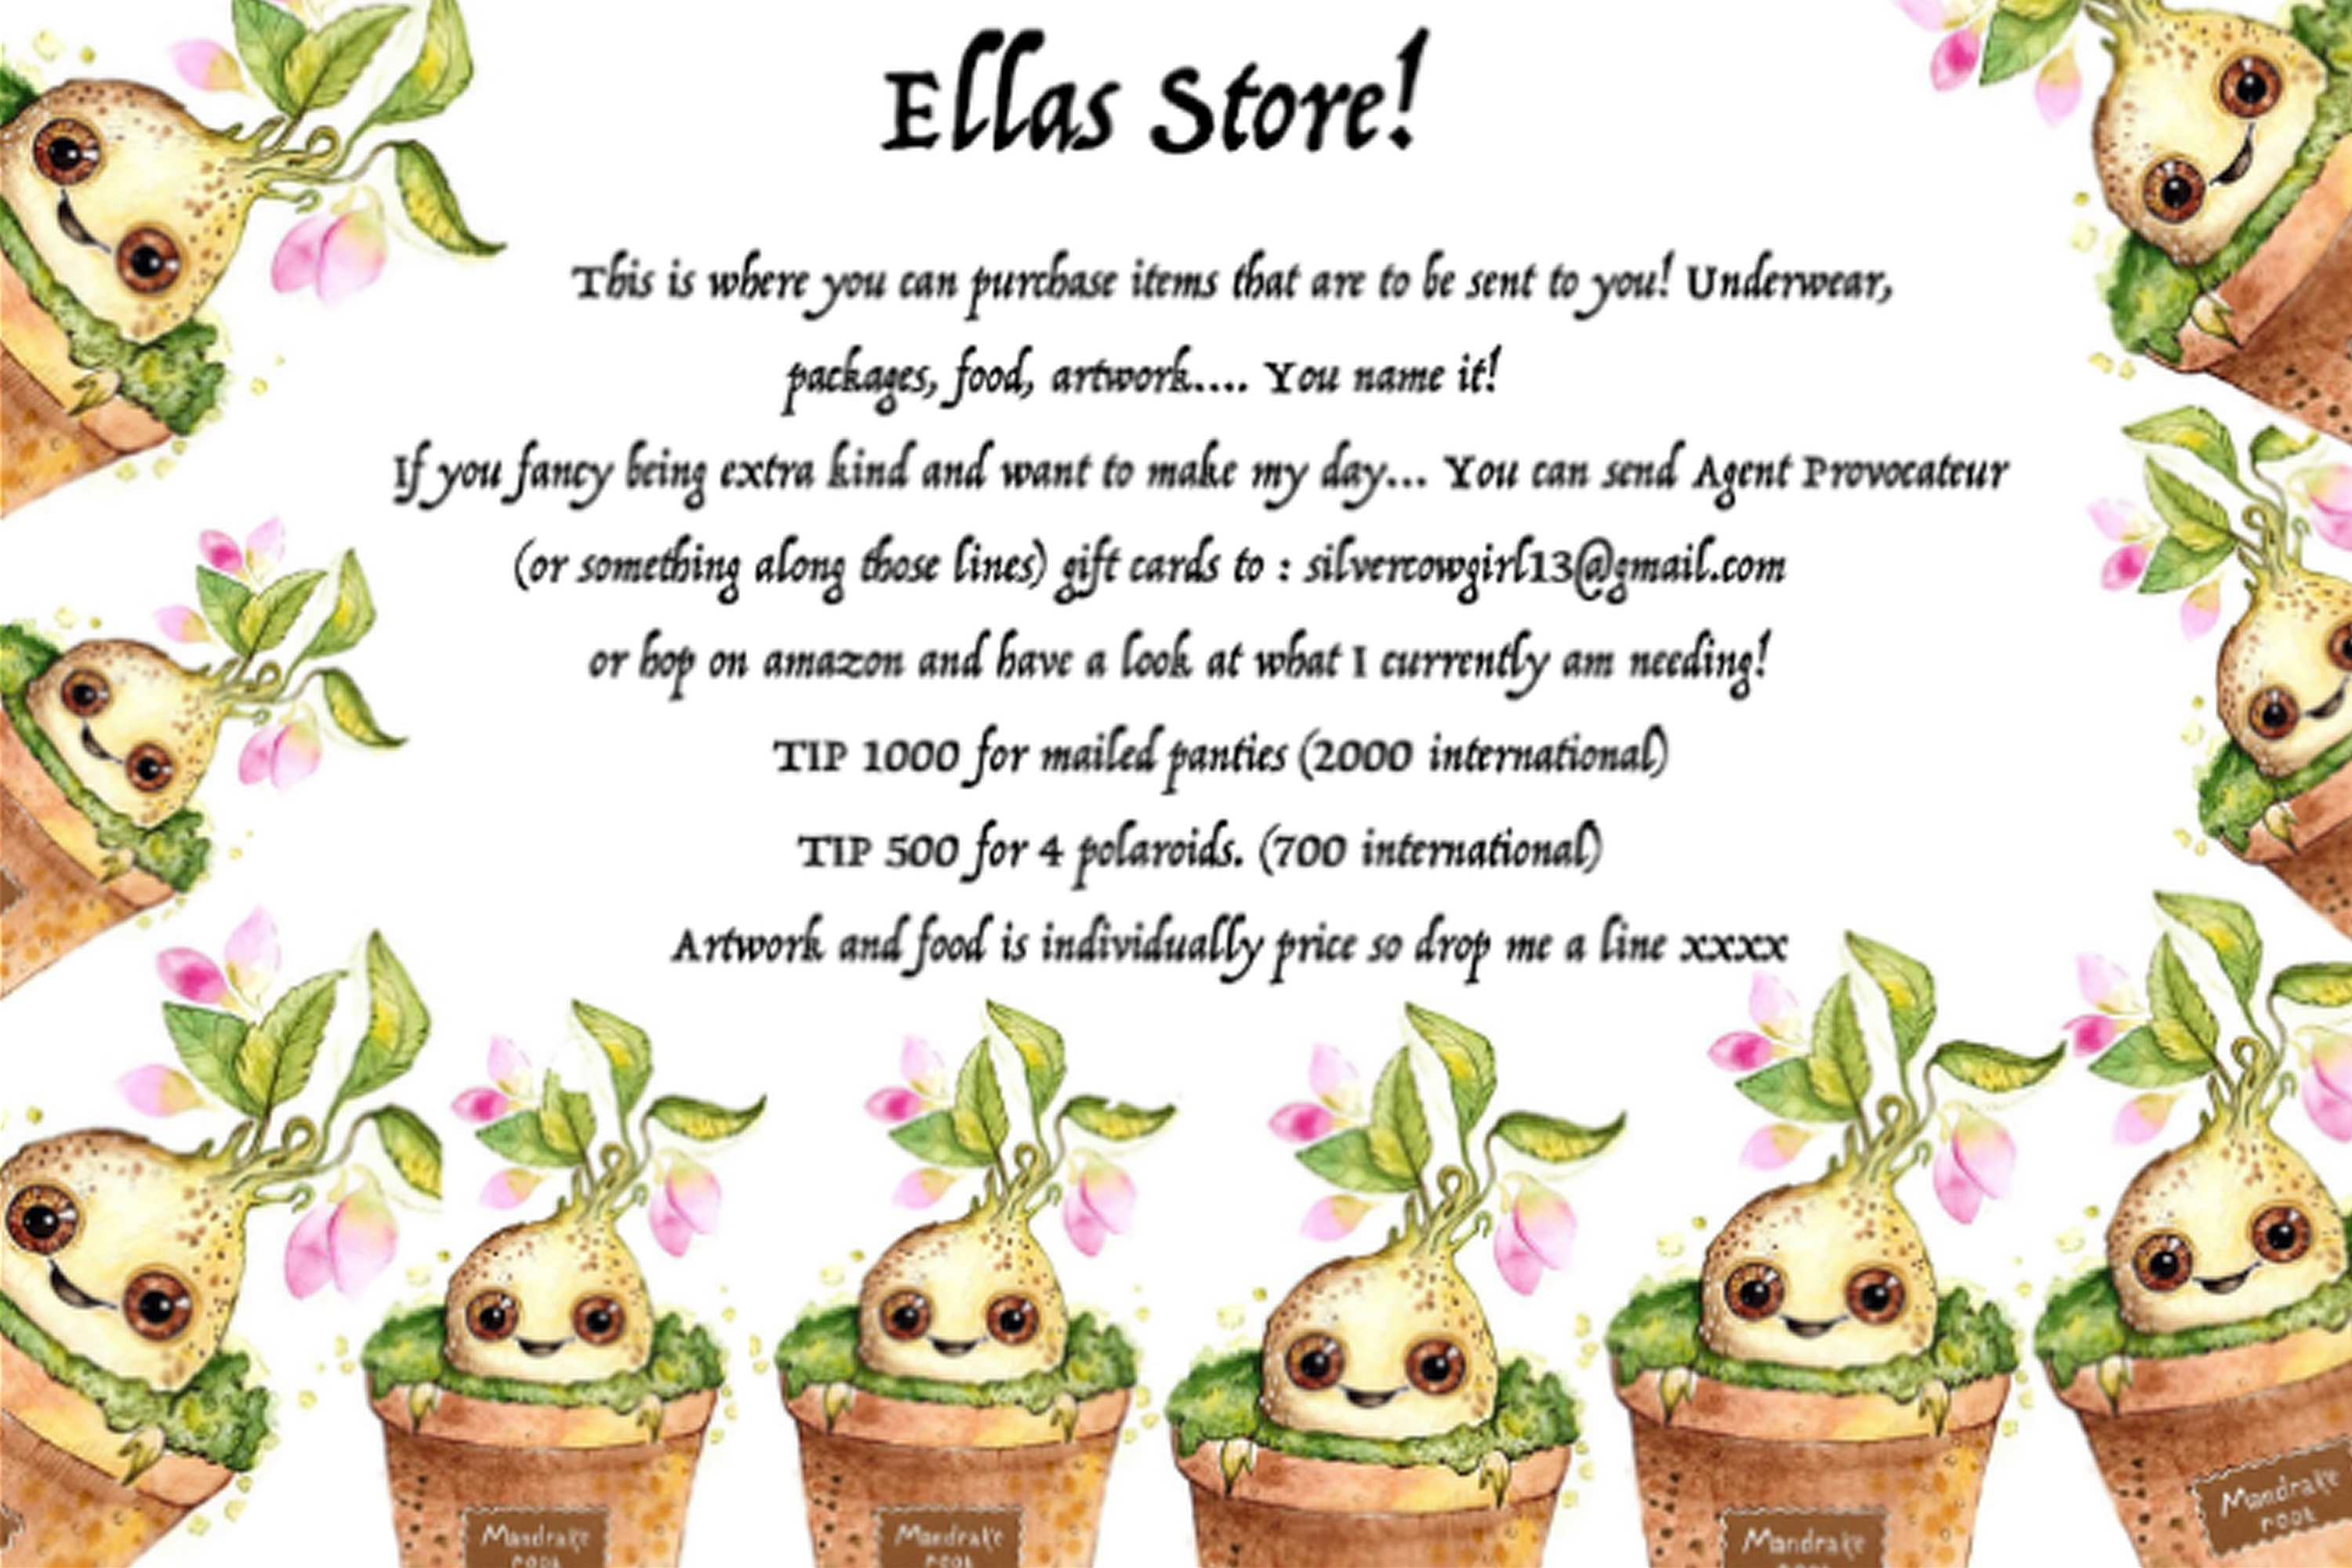 Ellas Store!
This is where you can purchase items that are to be sent to you! Underwear,
packages, food, artwork.... You name it!
If you fancy being extra kind and want to make my day... You can send Agent Provocateur
(or something along those lines) gift cards to : silvercowgirl13@gmail.com
or hop on amazon and have a look at what I currently am needing!
TIP 1000 for mailed panties (2000 international)
TIP 500 for 4 polaroids. (700 international)
Artwork and food is individually price so drop me a line xxxx
Mandrake
root
Mandrake
root
Mandrake
root
Mandrake
root